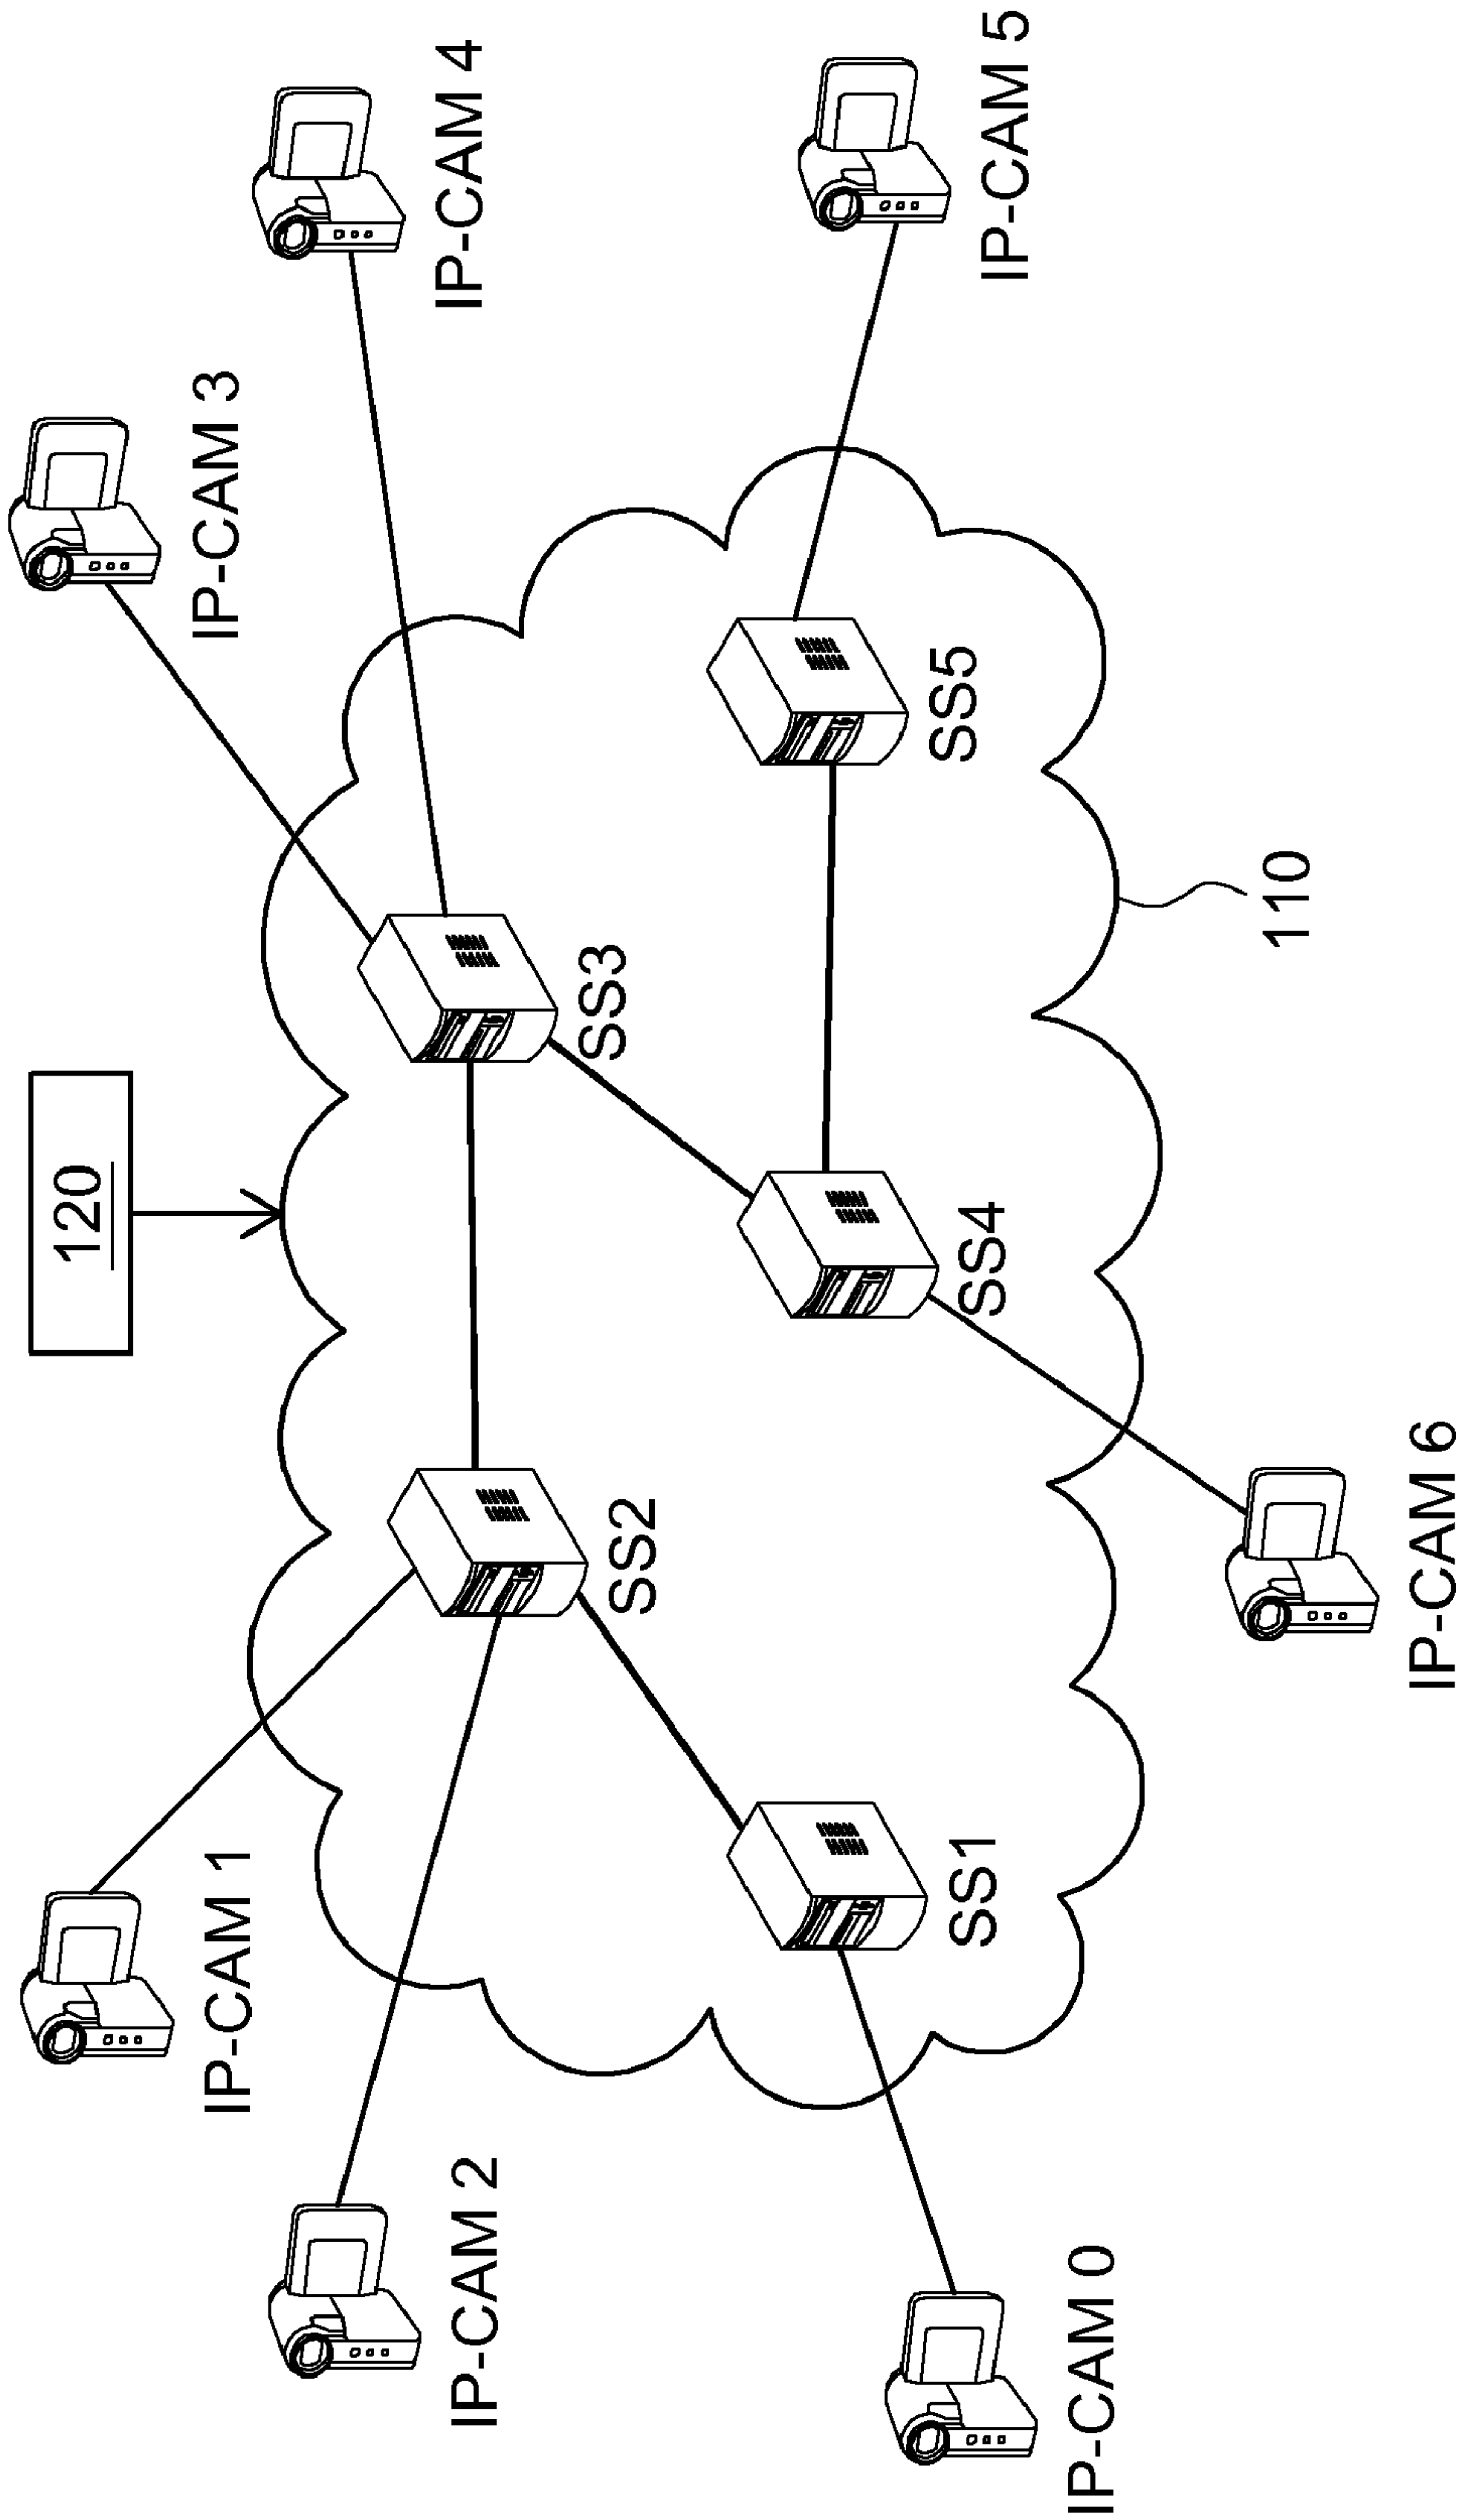 120
IP-CAM 1
IP-CAM 3
IP-CAM 2
IP-CAM 4
SS2
SS3
SS1
SS4
SS5
IP-CAM 5
IP-CAM 0
110
IP-CAM 6